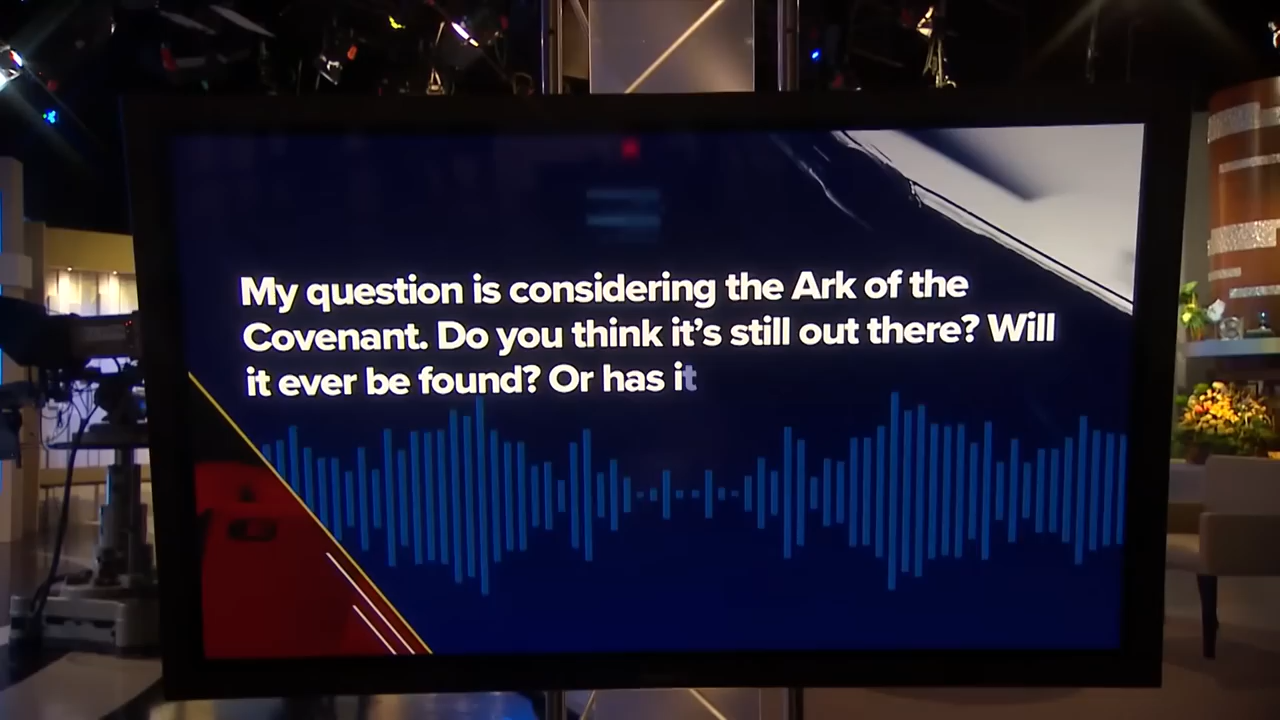 My question is considering the Ark of the
Covenant. Do you think it's still out there? Will
it ever be found? Or has it